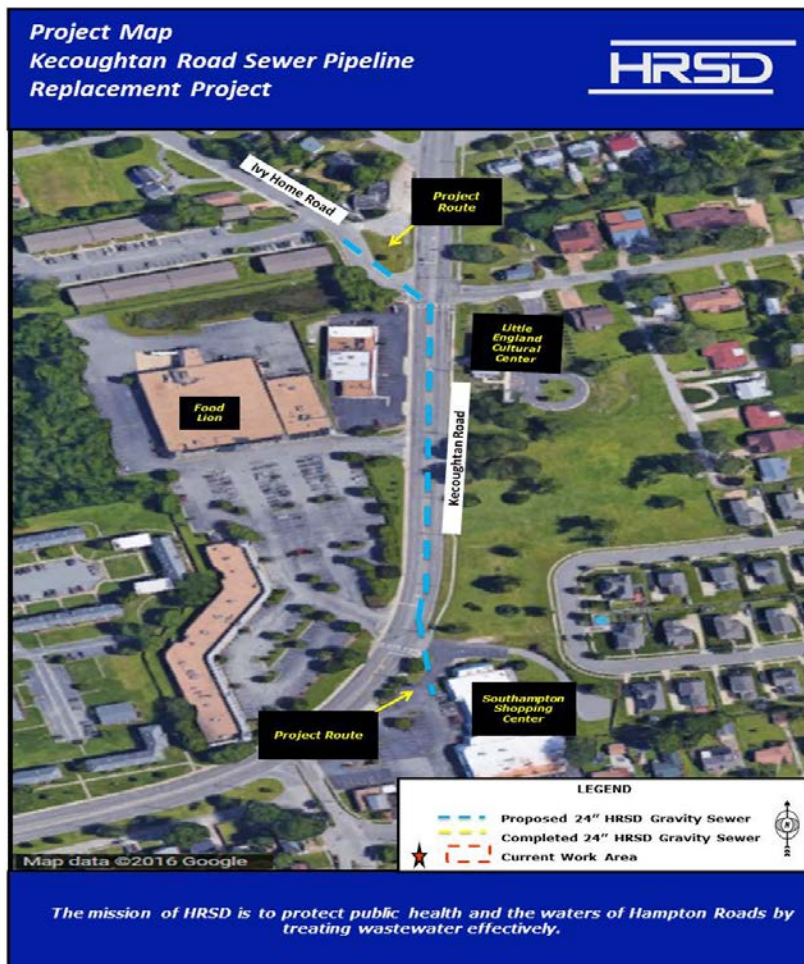 Project Map
Kecoughtan Road Sewer Pipeline
Replacement Project
HRSD
Ivy Home Road
Project
Route
Little
England
Cultural
Center
Food
Lion
Kecoughtan Road
Southampton
Shopping
Center
Project Route
LEGEND
Proposed 24" HRSD Gravity Sewer
Completed 24" HRSD Gravity Sewer
Current Work Area
Map data ©2016 Google
The mission of HRSD is to protect public health and the waters of Hampton Roads by
treating wastewater effectively.